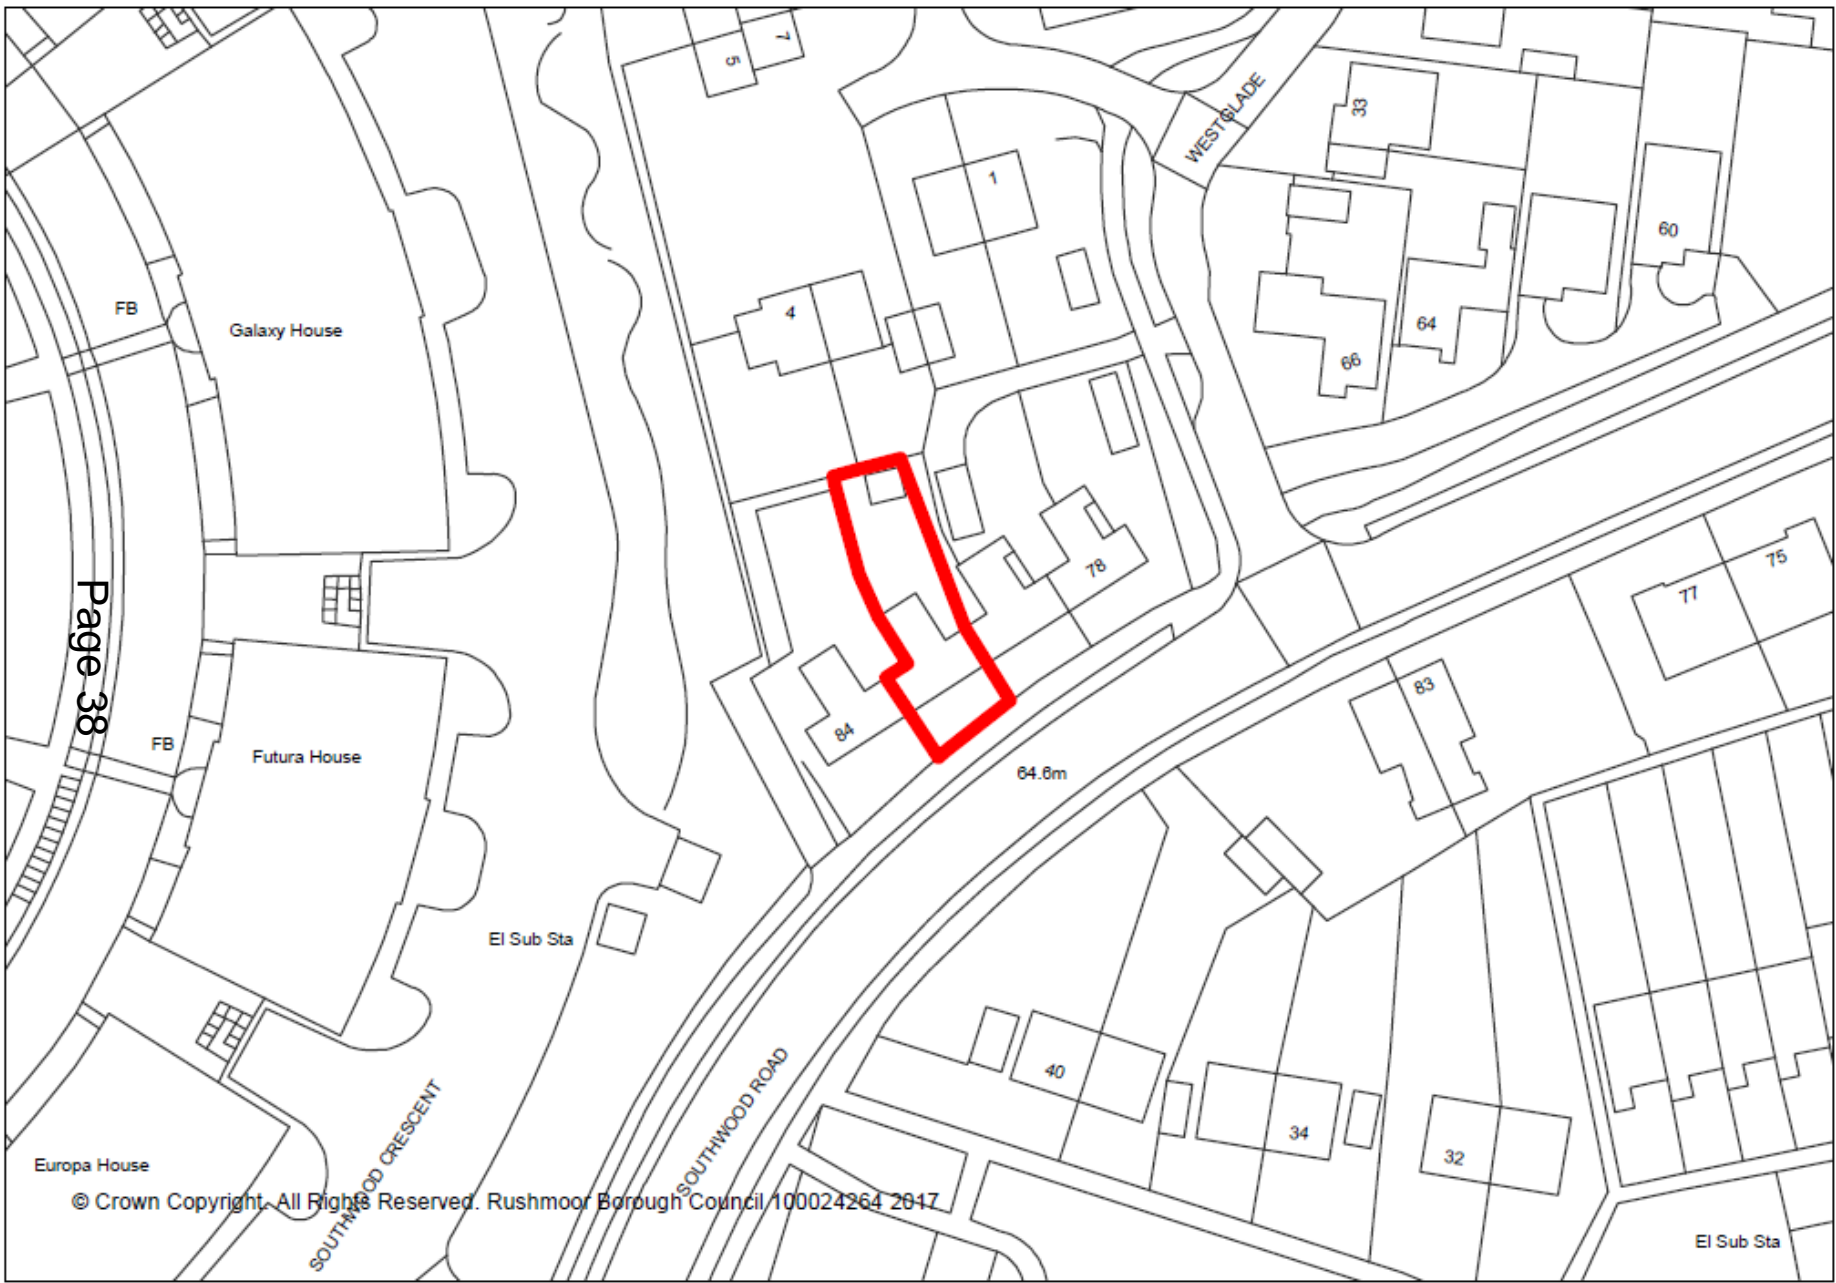 7
5
WESTGLADE
33
1
60
FB
4
Galaxy House
64
66
78
75
77
Page 38
83
84
FB
Futura House
64.6m
El Sub Sta
40
SOUTHWOOD ROAD
34
32
Europa House
SOUTHWOOD CRESCENT
© Crown Copyright. All Rights Reserved. Rushmoor Borough Council 100024264 2017
El Sub Sta